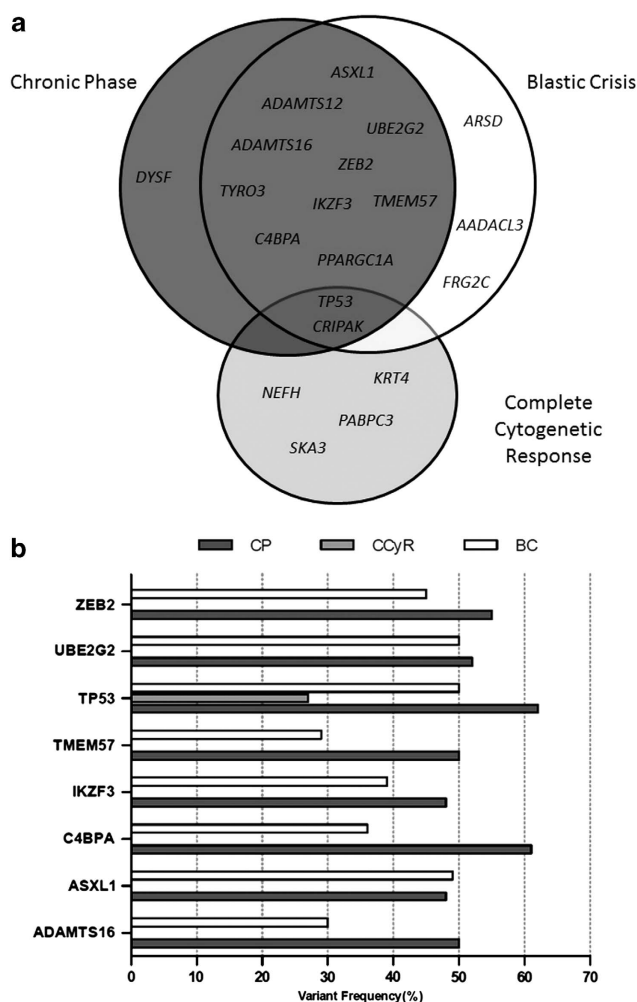 a
Chronic Phase
Blastic Crisis
ASXL1
ADAMTS12
UBE2G2
ARSD
ADAMTS16
ZEB2
DYSF
TYRO3
IKZF3
TMEM57
AADACL3
C4BPA
PPARGC1A
FRG2C
TP53
CRIPAK
KRT4
NEFH
PABPC3
SKA3
Complete
Cytogenetic
Response
b
CP CCyR BC
ZEB2
UBE2G2
TP53
TMEM57
IKZF3
C4BPA
ASXL1
ADAMTS16
0 10 20 30 40 50 60 70
Variant Frequency(%)